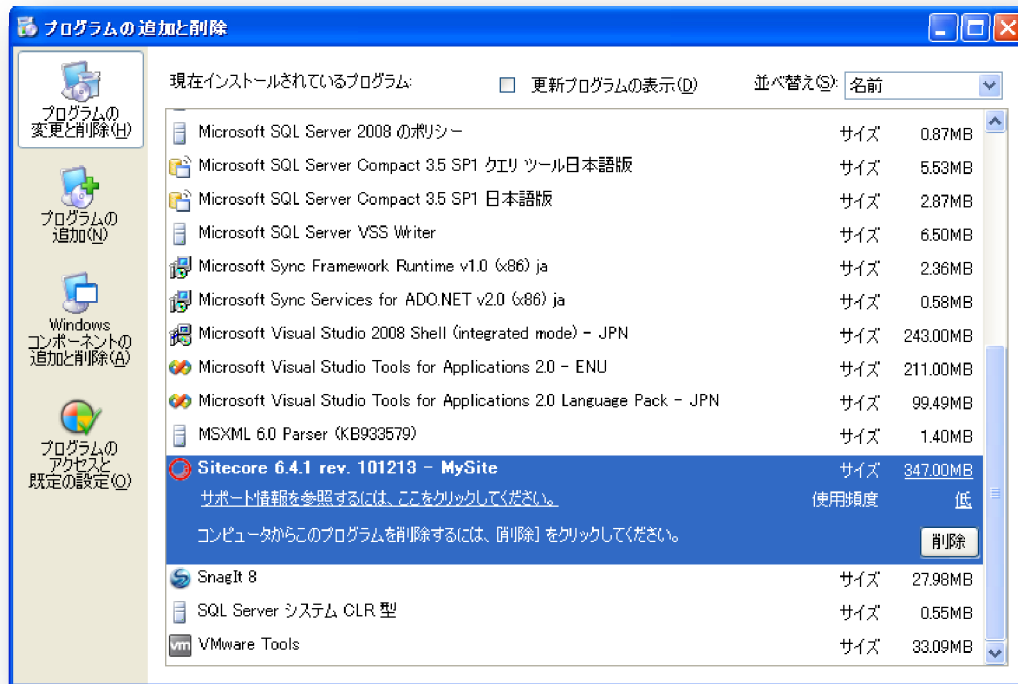 プログラムの追加と削除
プログラムの
変更と削除(H)
プログラムの
追加(N)
Windows
コンポーネントの
追加と削除(A)
プログラムの
アクセスと
既定の設定(O)
現在インストールされているプログラム: 更新プログラムの表示(D) 並べ替え(S): 名前
Microsoft SQL Server 2008 のポリシー サイズ 0.87MB
Microsoft SQL Server Compact 3.5 SP1 クエリ ツール日本語版 サイズ 5.53MB
Microsoft SQL Server Compact 3.5 SP1 日本語版 サイズ 2.87MB
Microsoft SQL Server VSS Writer サイズ 6.50MB
Microsoft Sync Framework Runtime v1.0 (x86) ja サイズ 2.36MB
Microsoft Sync Services for ADO.NET v2.0 (x86) ja サイズ 0.58MB
Microsoft Visual Studio 2008 Shell (integrated mode) - JPN サイズ 243.00MB
Microsoft Visual Studio Tools for Applications 2.0 - ENU サイズ 211.00MB
Microsoft Visual Studio Tools for Applications 2.0 Language Pack - JPN サイズ 99.49MB
MSXML 6.0 Parser (KB933579) サイズ 1.40MB
Sitecore 6.4.1 rev. 101213 - MySite サイズ 347.00MB
サポート情報を参照するには、ここをクリックしてください。 使用頻度 低
コンピュータからこのプログラムを削除するには、[削除] をクリックしてください。 削除
SnagIt 8 サイズ 27.98MB
SQL Server システム CLR 型 サイズ 0.55MB
vm VMware Tools サイズ 33.09MB